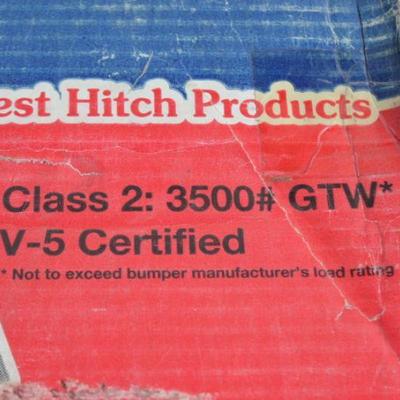 est Hitch Products
Class 2: 3500# GTW*
V-5 Certified
* Not to exceed bumper manufacturer's load rating